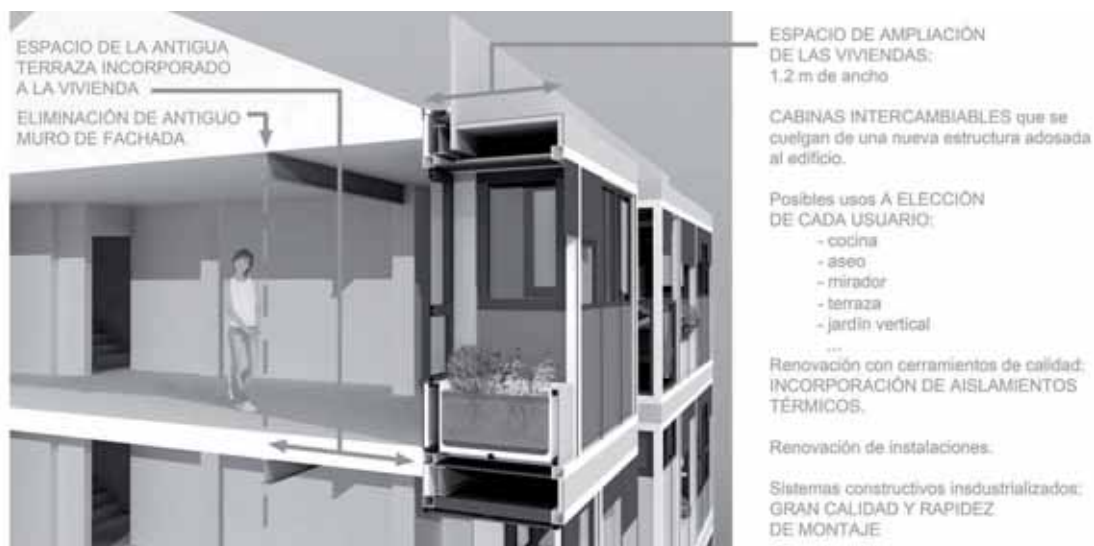 ESPACIO DE LA ANTIGUA
TERRAZA INCORPORADO
A LA VIVIENDA
ELIMINACIÓN DE ANTIGUO
MURO DE FACHADA
ESPACIO DE AMPLIACIÓN
DE LAS VIVIENDAS:
1.2 m de ancho
CABINAS INTERCAMBIABLES que se
cuelgan de una nueva estructura adosada
al edificio.
Posibles usos A ELECCIÓN
DE CADA USUARIO:
- cocina
- aseo
- mirador
- terraza
- jardín vertical
...
Renovación con cerramientos de calidad:
INCORPORACIÓN DE AISLAMIENTOS
TÉRMICOS.
Renovación de instalaciones.
Sistemas constructivos insdustrializados:
GRAN CALIDAD Y RAPIDEZ
DE MONTAJE